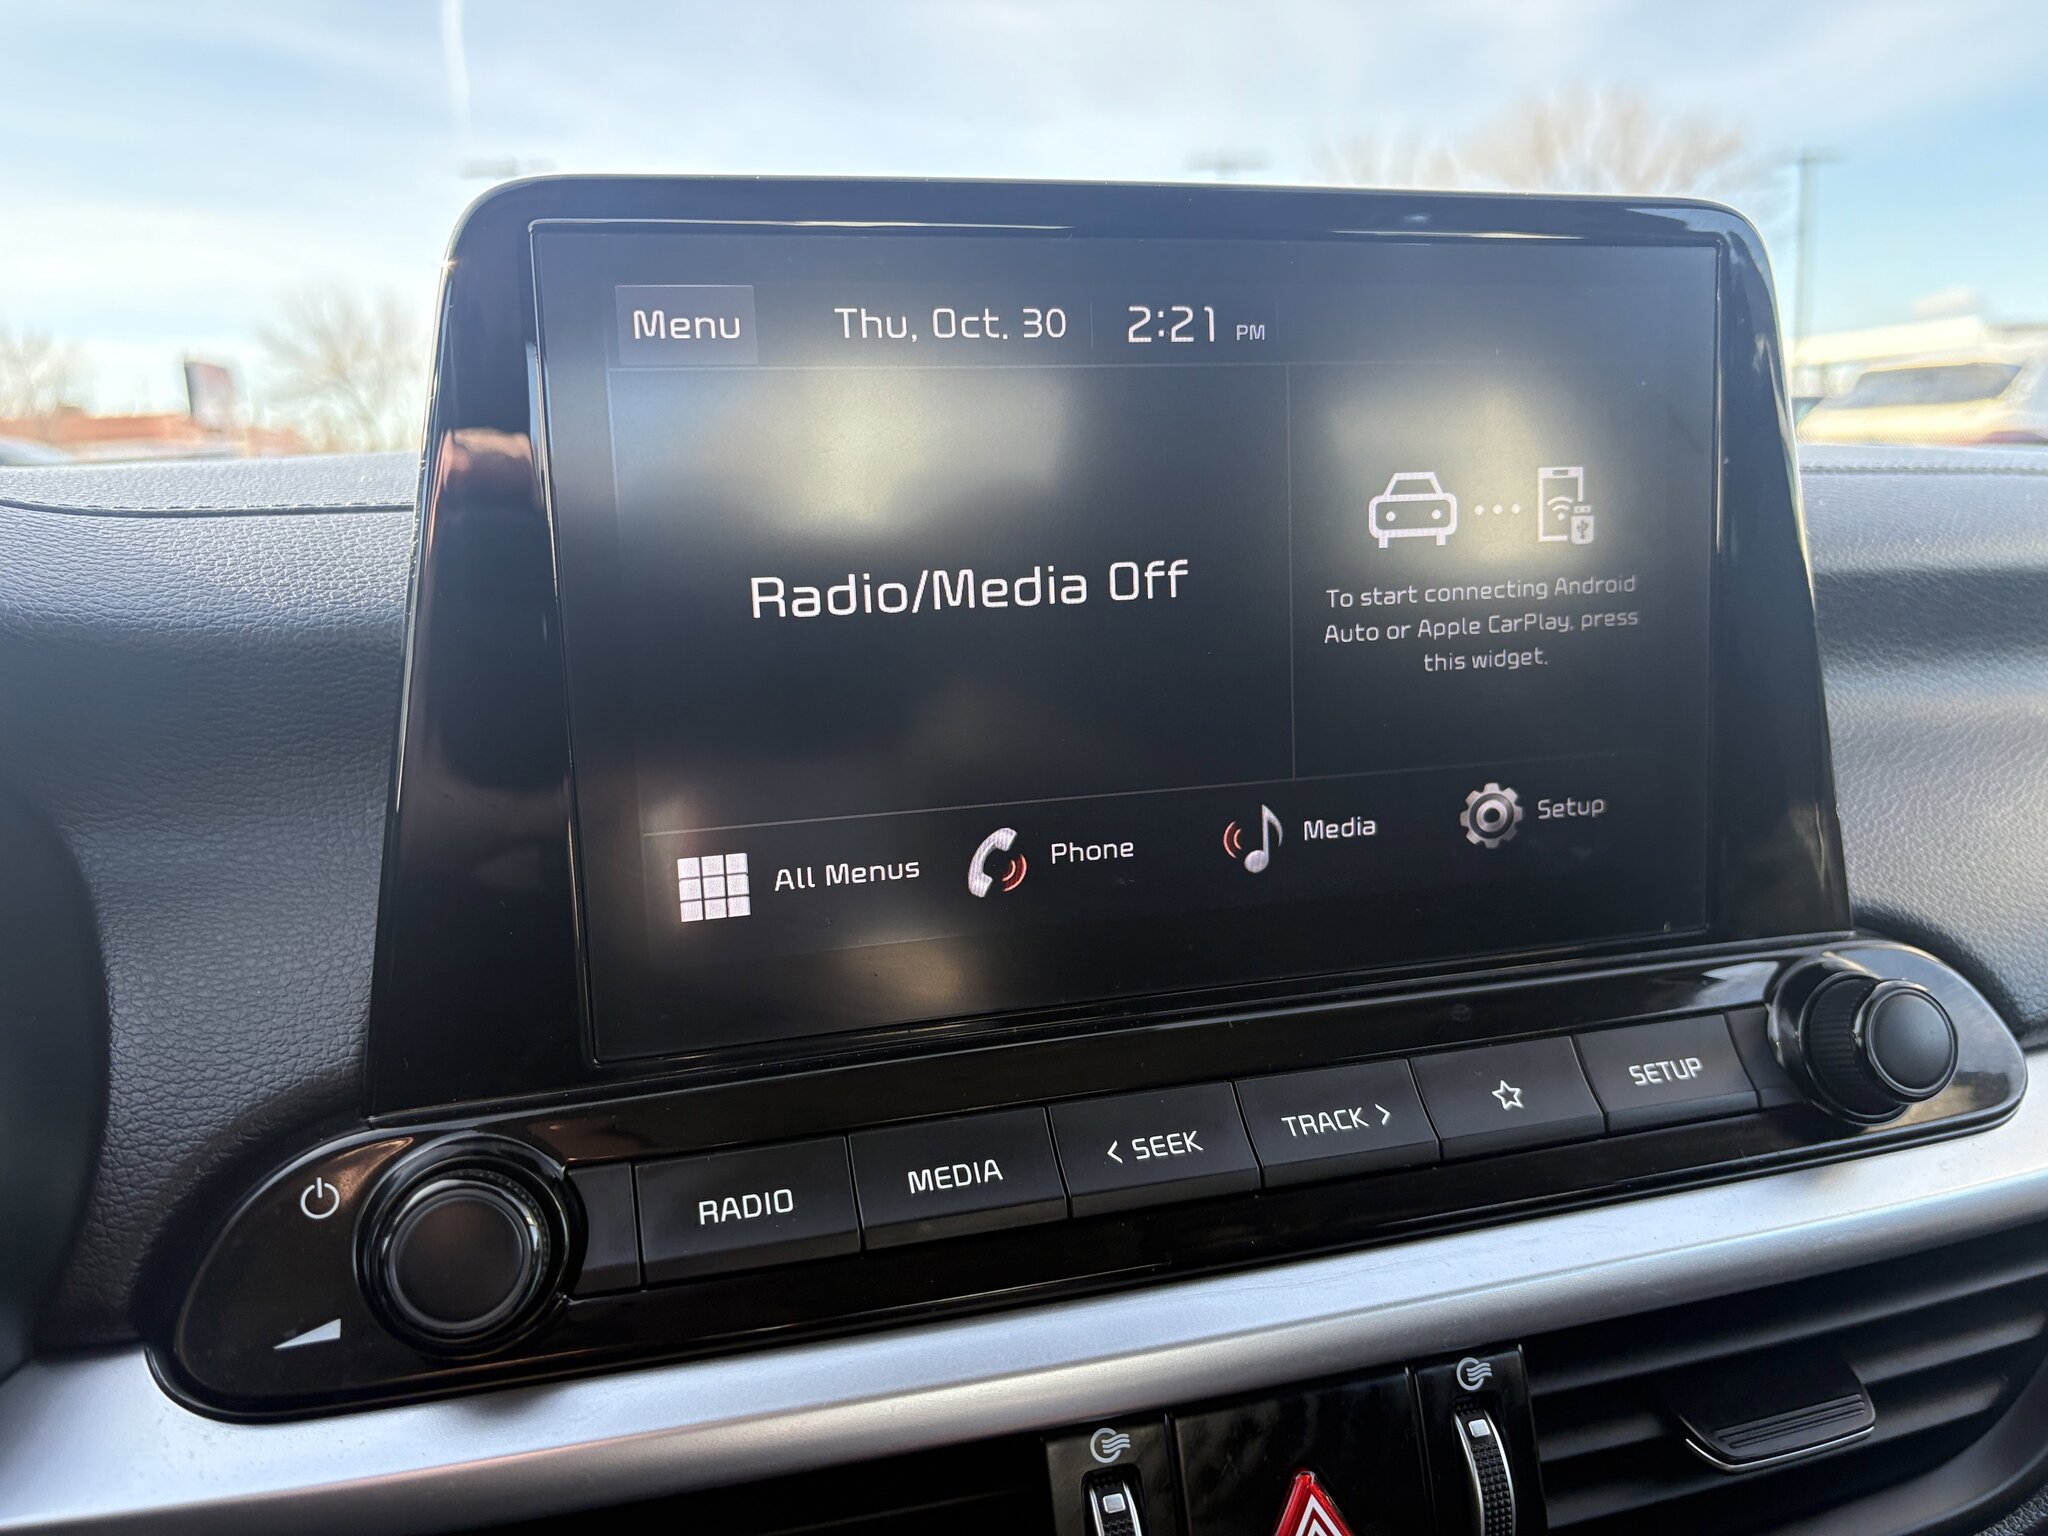 Menu
Thu, Oct. 30
2:21 PM
Radio/Media Off
To start connecting Android
Auto or Apple CarPlay, press
this widget.
All Menus
Phone
Media
Setup
RADIO
MEDIA
< SEEK
TRACK >
SETUP